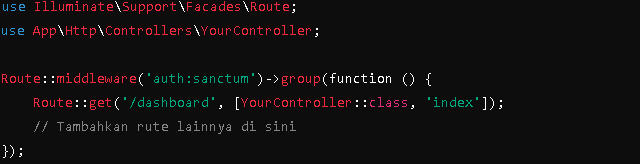 use Illuminate\Support\Facades\Route;
use App\Http\Controllers\YourController;

Route::middleware('auth:sanctum')->group(function () {
    Route::get('/dashboard', [YourController::class, 'index']);
    // Tambahkan rute lainnya di sini
});